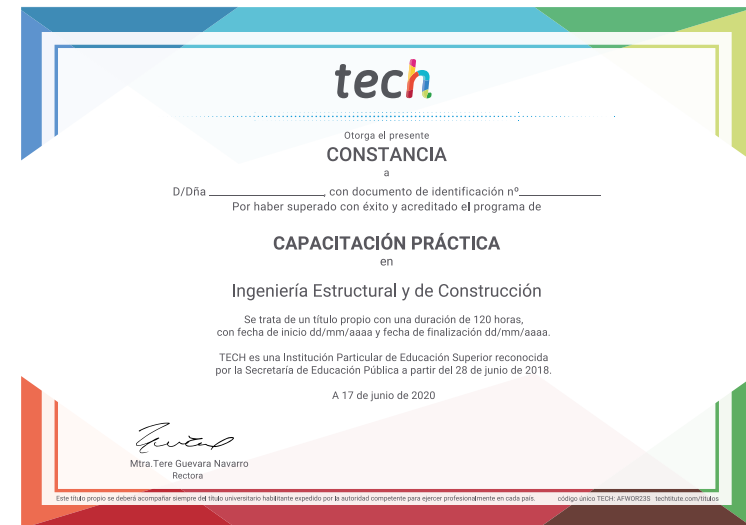 tech
Otorga el presente
CONSTANCIA
a
D/Dña ____________________, con documento de identificación nº______________
Por haber superado con éxito y acreditado el programa de
CAPACITACIÓN PRÁCTICA
en
Ingeniería Estructural y de Construcción
Se trata de un título propio con una duración de 120 horas,
con fecha de inicio dd/mm/aaaa y fecha de finalización dd/mm/aaaa.
TECH es una Institución Particular de Educación Superior reconocida
por la Secretaría de Educación Pública a partir del 28 de junio de 2018.
A 17 de junio de 2020
Mtra.Tere Guevara Navarro
Rectora
Este título propio se deberá acompañar siempre del título universitario habilitante expedido por la autoridad competente para ejercer profesionalmente en cada país. código único TECH: AFWOR23S techtitute.com/titulos